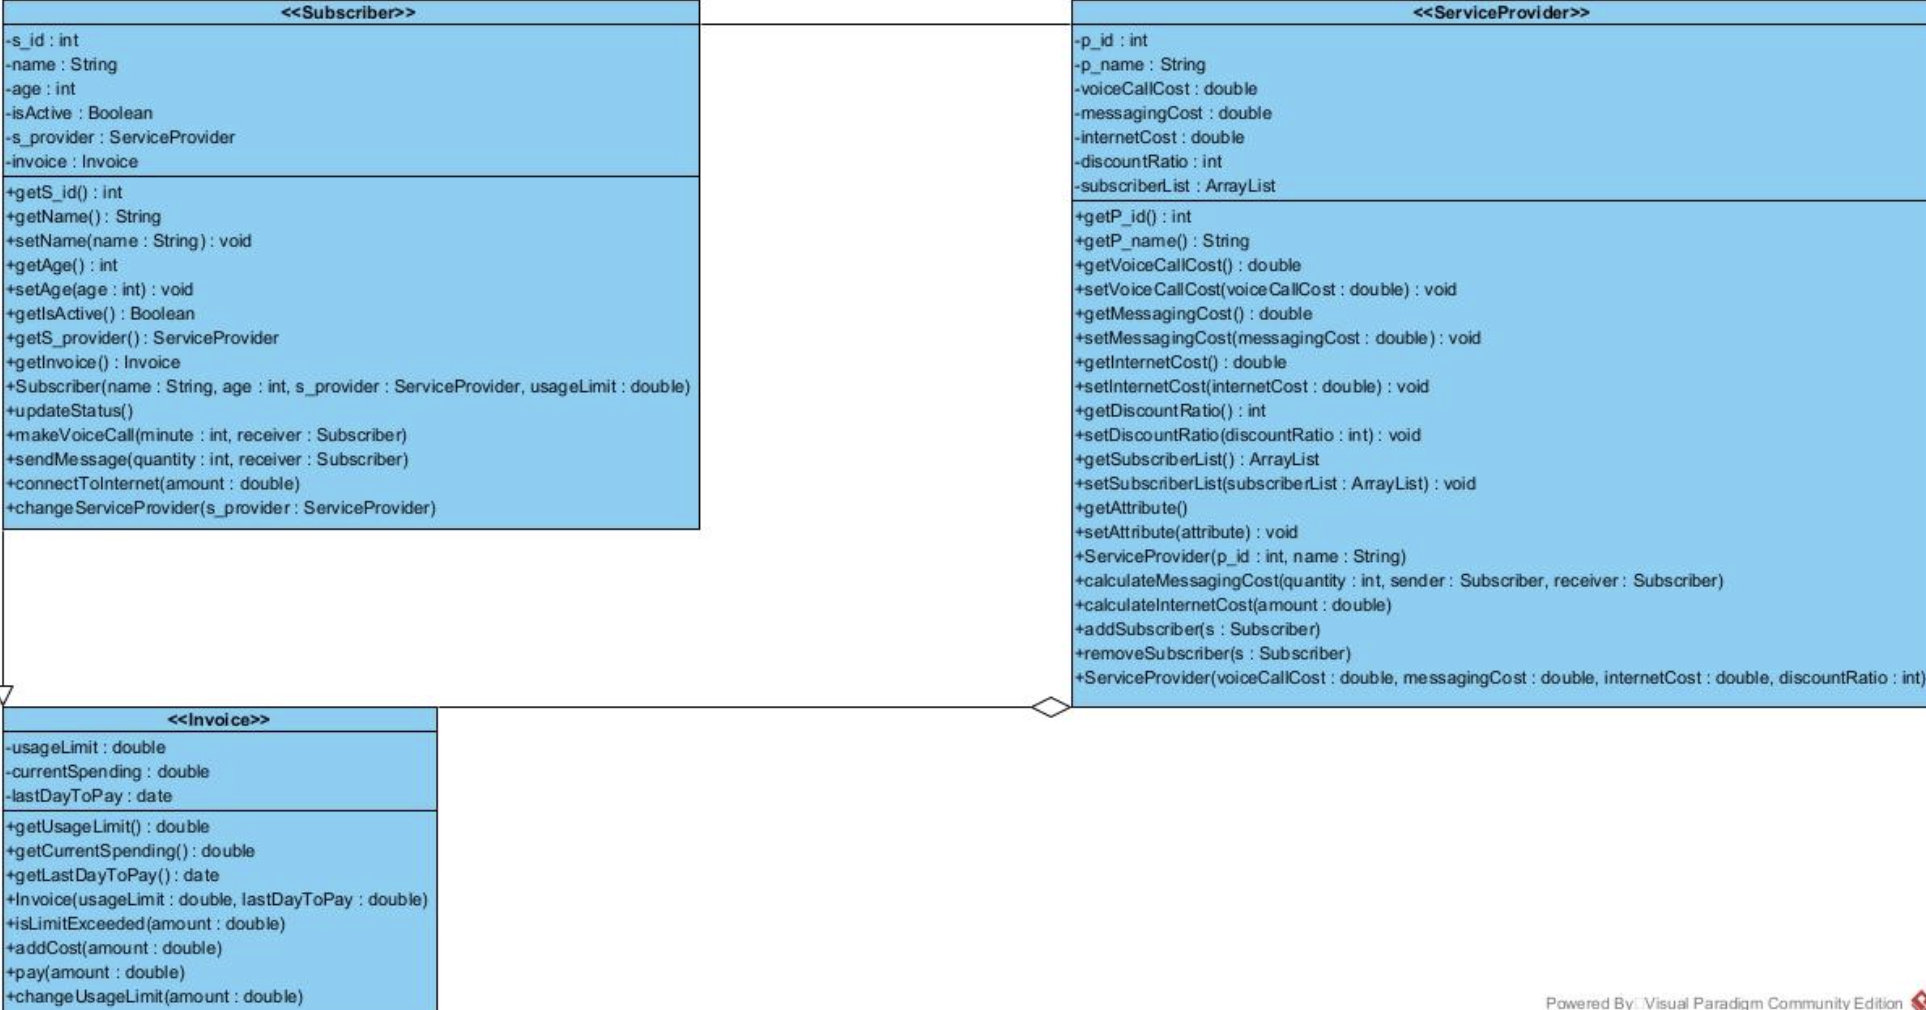 <<Subscriber>>
-s_id : int
-name : String
-age : int
-isActive : Boolean
-s_provider : ServiceProvider
-invoice : Invoice
+getS_id() : int
+getName() : String
+setName(name : String) : void
+getAge() : int
+setAge(age : int) : void
+getIsActive() : Boolean
+getS_provider() : ServiceProvider
+getInvoice() : Invoice
+Subscriber(name : String, age : int, s_provider : ServiceProvider, usageLimit : double)
+updateStatus()
+makeVoiceCall(minute : int, receiver : Subscriber)
+sendMessage(quantity : int, receiver : Subscriber)
+connectToInternet(amount : double)
+changeServiceProvider(s_provider : ServiceProvider)
<<ServiceProvider>>
-p_id : int
-p_name : String
-voiceCallCost : double
-messagingCost : double
-internetCost : double
-discountRatio : int
-subscriberList : ArrayList
+getP_id() : int
+getP_name() : String
+getVoiceCallCost() : double
+setVoiceCallCost(voiceCallCost : double) : void
+getMessagingCost() : double
+setMessagingCost(messagingCost : double) : void
+getInternetCost() : double
+setInternetCost(internetCost : double) : void
+getDiscountRatio() : int
+setDiscountRatio(discountRatio : int) : void
+getSubscriberList() : ArrayList
+setSubscriberList(subscriberList : ArrayList) : void
+getAttribute()
+setAttribute(attribute) : void
+ServiceProvider(p_id : int, name : String)
+calculateMessagingCost(quantity : int, sender : Subscriber, receiver : Subscriber)
+calculateInternetCost(amount : double)
+addSubscriber(s : Subscriber)
+removeSubscriber(s : Subscriber)
+ServiceProvider(voiceCallCost : double, messagingCost : double, internetCost : double, discountRatio : int)
<<Invoice>>
-usageLimit : double
-currentSpending : double
-lastDayToPay : date
+getUsageLimit() : double
+getCurrentSpending() : double
+getLastDayToPay() : date
+Invoice(usageLimit : double, lastDayToPay : double)
+isLimitExceeded(amount : double)
+addCost(amount : double)
+pay(amount : double)
+changeUsageLimit(amount : double)
Powered By Visual Paradigm Community Edition